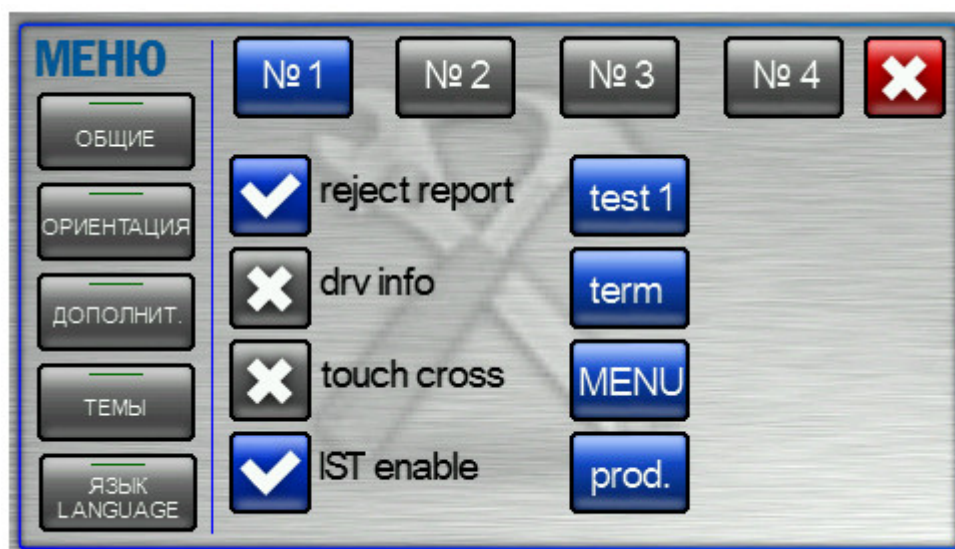 МЕНЮ
№ 1
№ 2
№ 3
№ 4
ОБЩИЕ
ОРИЕНТАЦИЯ
ДОПОЛНИТ.
ТЕМЫ
ЯЗЫК
LANGUAGE
reject report
test 1
drv info
term
touch cross
MENU
IST enable
prod.